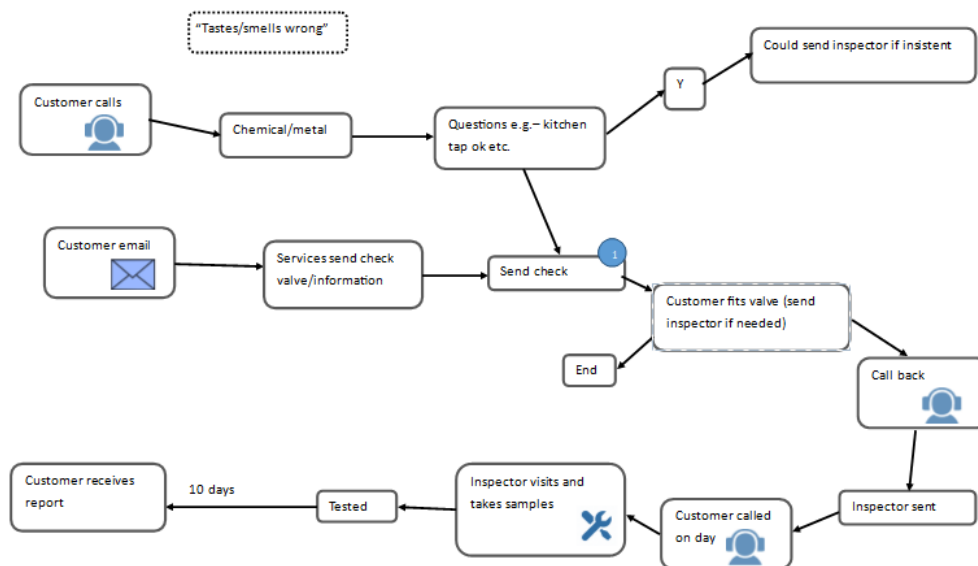 “Tastes/smells wrong”
Could send inspector if insistent
Y
Customer calls
Chemical/metal
Questions e.g.– kitchen
tap ok etc.
Customer email
Services send check
valve/information
Send check
1
Customer fits valve (send
inspector if needed)
End
Call back
Customer receives
report
10 days
Tested
Inspector visits and
takes samples
Customer called
on day
Inspector sent